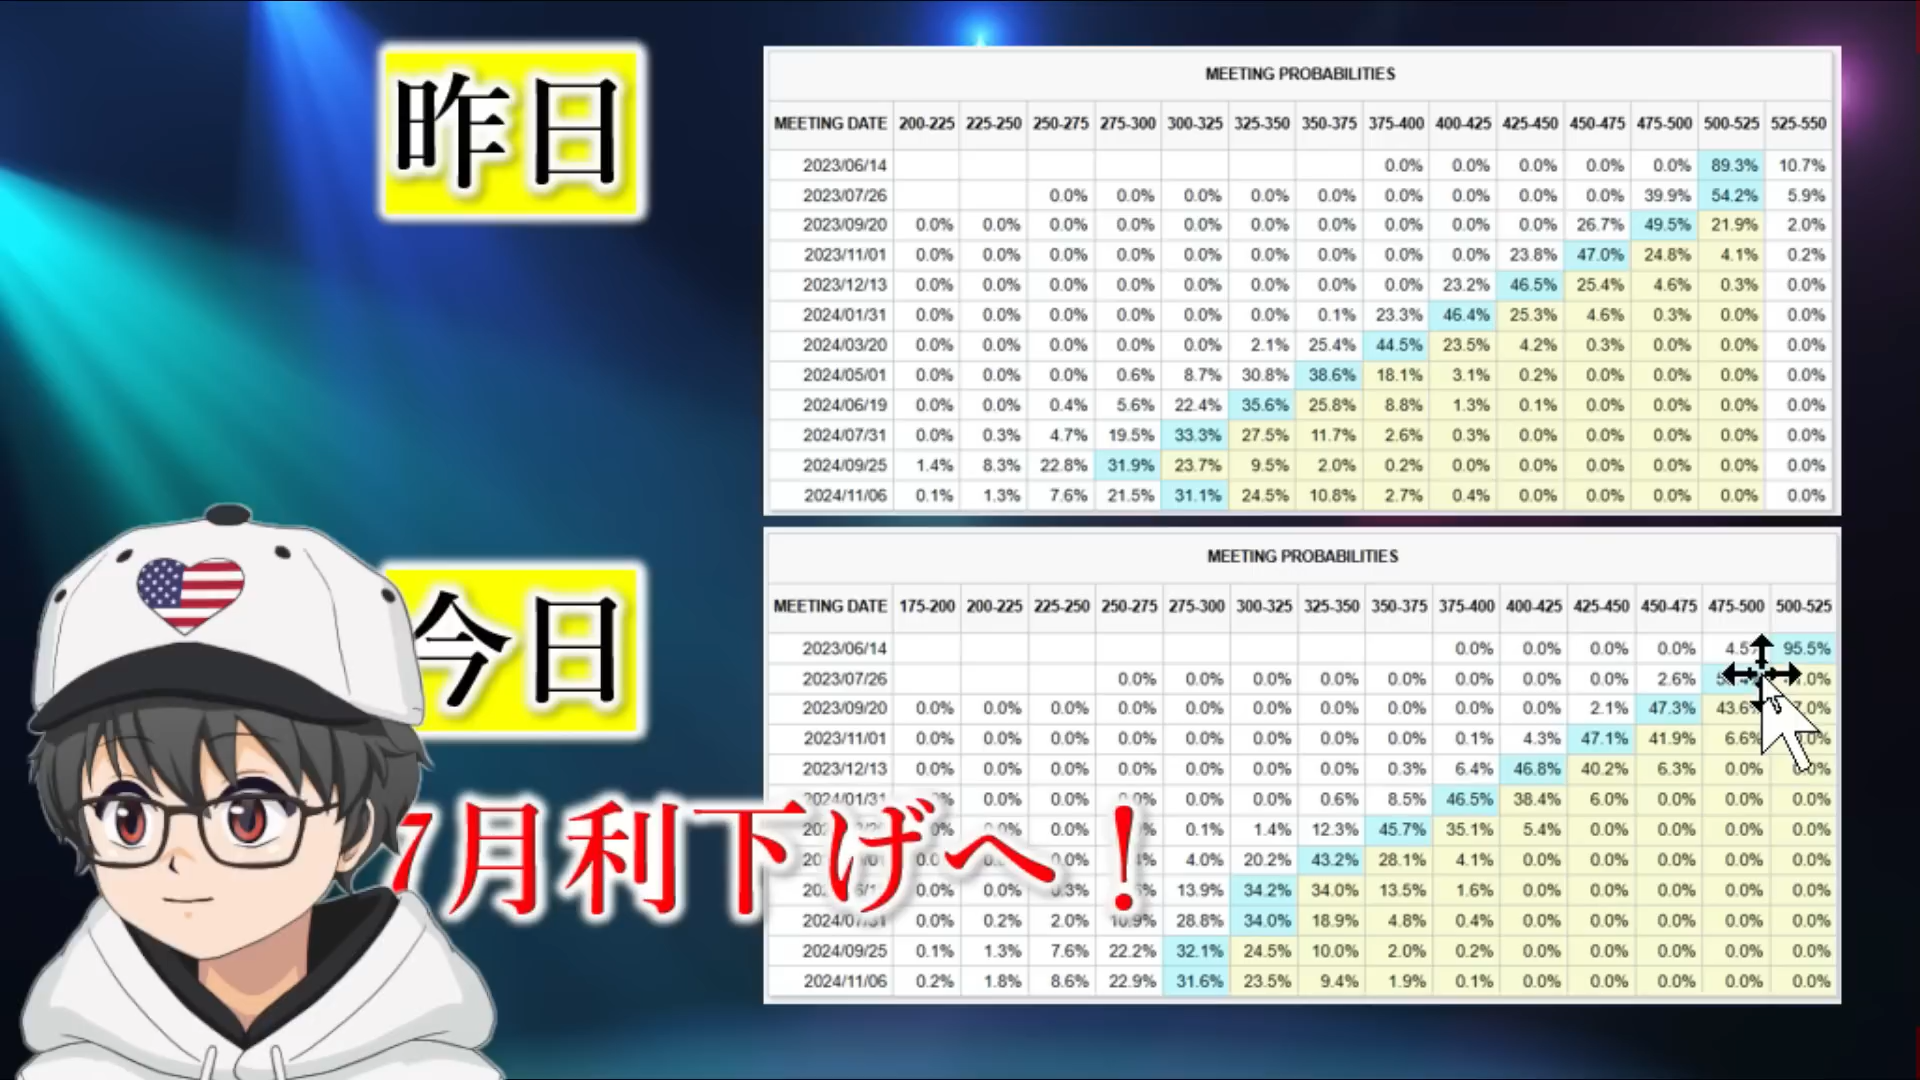 昨日
MEETING PROBABILITIES
MEETING DATE 200-225 225-250 250-275 275-300 300-325 325-350 350-375 375-400 400-425 425-450 450-475 475-500 500-525 525-550
2023/06/14 0.0% 0.0% 0.0% 0.0% 0.0% 89.3% 10.7%
2023/07/26 0.0% 0.0% 0.0% 0.0% 0.0% 0.0% 0.0% 0.0% 0.0% 39.9% 54.2% 5.9%
2023/09/20 0.0% 0.0% 0.0% 0.0% 0.0% 0.0% 0.0% 0.0% 0.0% 0.0% 26.7% 49.5% 21.9% 2.0%
2023/11/01 0.0% 0.0% 0.0% 0.0% 0.0% 0.0% 0.0% 0.0% 0.0% 23.8% 47.0% 24.8% 4.1% 0.2%
2023/12/13 0.0% 0.0% 0.0% 0.0% 0.0% 0.0% 0.0% 0.0% 23.2% 46.5% 25.4% 4.6% 0.3% 0.0%
2024/01/31 0.0% 0.0% 0.0% 0.0% 0.0% 0.0% 0.1% 23.3% 46.4% 25.3% 4.6% 0.3% 0.0% 0.0%
2024/03/20 0.0% 0.0% 0.0% 0.0% 0.0% 2.1% 25.4% 44.5% 23.5% 4.2% 0.3% 0.0% 0.0% 0.0%
2024/05/01 0.0% 0.0% 0.0% 0.6% 8.7% 30.8% 38.6% 18.1% 3.1% 0.2% 0.0% 0.0% 0.0% 0.0%
2024/06/19 0.0% 0.0% 0.4% 5.6% 22.4% 35.6% 25.8% 8.8% 1.3% 0.1% 0.0% 0.0% 0.0% 0.0%
2024/07/31 0.0% 0.3% 4.7% 19.5% 33.3% 27.5% 11.7% 2.6% 0.3% 0.0% 0.0% 0.0% 0.0% 0.0%
2024/09/25 1.4% 8.3% 22.8% 31.9% 23.7% 9.5% 2.0% 0.2% 0.0% 0.0% 0.0% 0.0% 0.0% 0.0%
2024/11/06 0.1% 1.3% 7.6% 21.5% 31.1% 24.5% 10.8% 2.7% 0.4% 0.0% 0.0% 0.0% 0.0% 0.0%
今日
MEETING PROBABILITIES
MEETING DATE 175-200 200-225 225-250 250-275 275-300 300-325 325-350 350-375 375-400 400-425 425-450 450-475 475-500 500-525
2023/06/14 0.0% 0.0% 0.0% 0.0% 95.5%
2023/07/26 0.0% 0.0% 0.0% 0.0% 0.0% 0.0% 0.0% 0.0% 2.6%
2023/09/20 0.0% 0.0% 0.0% 0.0% 0.0% 0.0% 0.0% 0.0% 0.0% 0.0% 2.1% 47.3%
2023/11/01 0.0% 0.0% 0.0% 0.0% 0.0% 0.0% 0.0% 0.0% 0.1% 4.3% 47.1% 41.9% 6.6%
2023/12/13 0.0% 0.0% 0.0% 0.0% 0.0% 0.0% 0.0% 0.3% 6.4% 46.8% 40.2% 6.3% 0.0%
0.0% 0.0% 0.0% 0.0% 0.6% 8.5% 46.5% 38.4% 6.0% 0.0% 0.0% 0.0% 0.0%
0.0% 0.0% 0.1% 1.4% 12.3% 45.7% 35.1% 5.4% 0.0% 0.0% 0.0% 0.0%
4.0% 20.2% 43.2% 28.1% 4.1% 0.0% 0.0% 0.0% 0.0% 0.0%
0.0% 0.0% 13.9% 34.2% 34.0% 13.5% 1.6% 0.0% 0.0% 0.0% 0.0% 0.0%
2024/07/31 0.0% 0.2% 2.0% 10.9% 28.8% 34.0% 18.9% 4.8% 0.4% 0.0% 0.0% 0.0% 0.0% 0.0%
2024/09/25 0.1% 1.3% 7.6% 22.2% 32.1% 24.5% 10.0% 2.0% 0.2% 0.0% 0.0% 0.0% 0.0% 0.0%
2024/11/06 0.2% 1.8% 8.6% 22.9% 31.6% 23.5% 9.4% 1.9% 0.1% 0.0% 0.0% 0.0% 0.0% 0.0%
7月利下げへ！